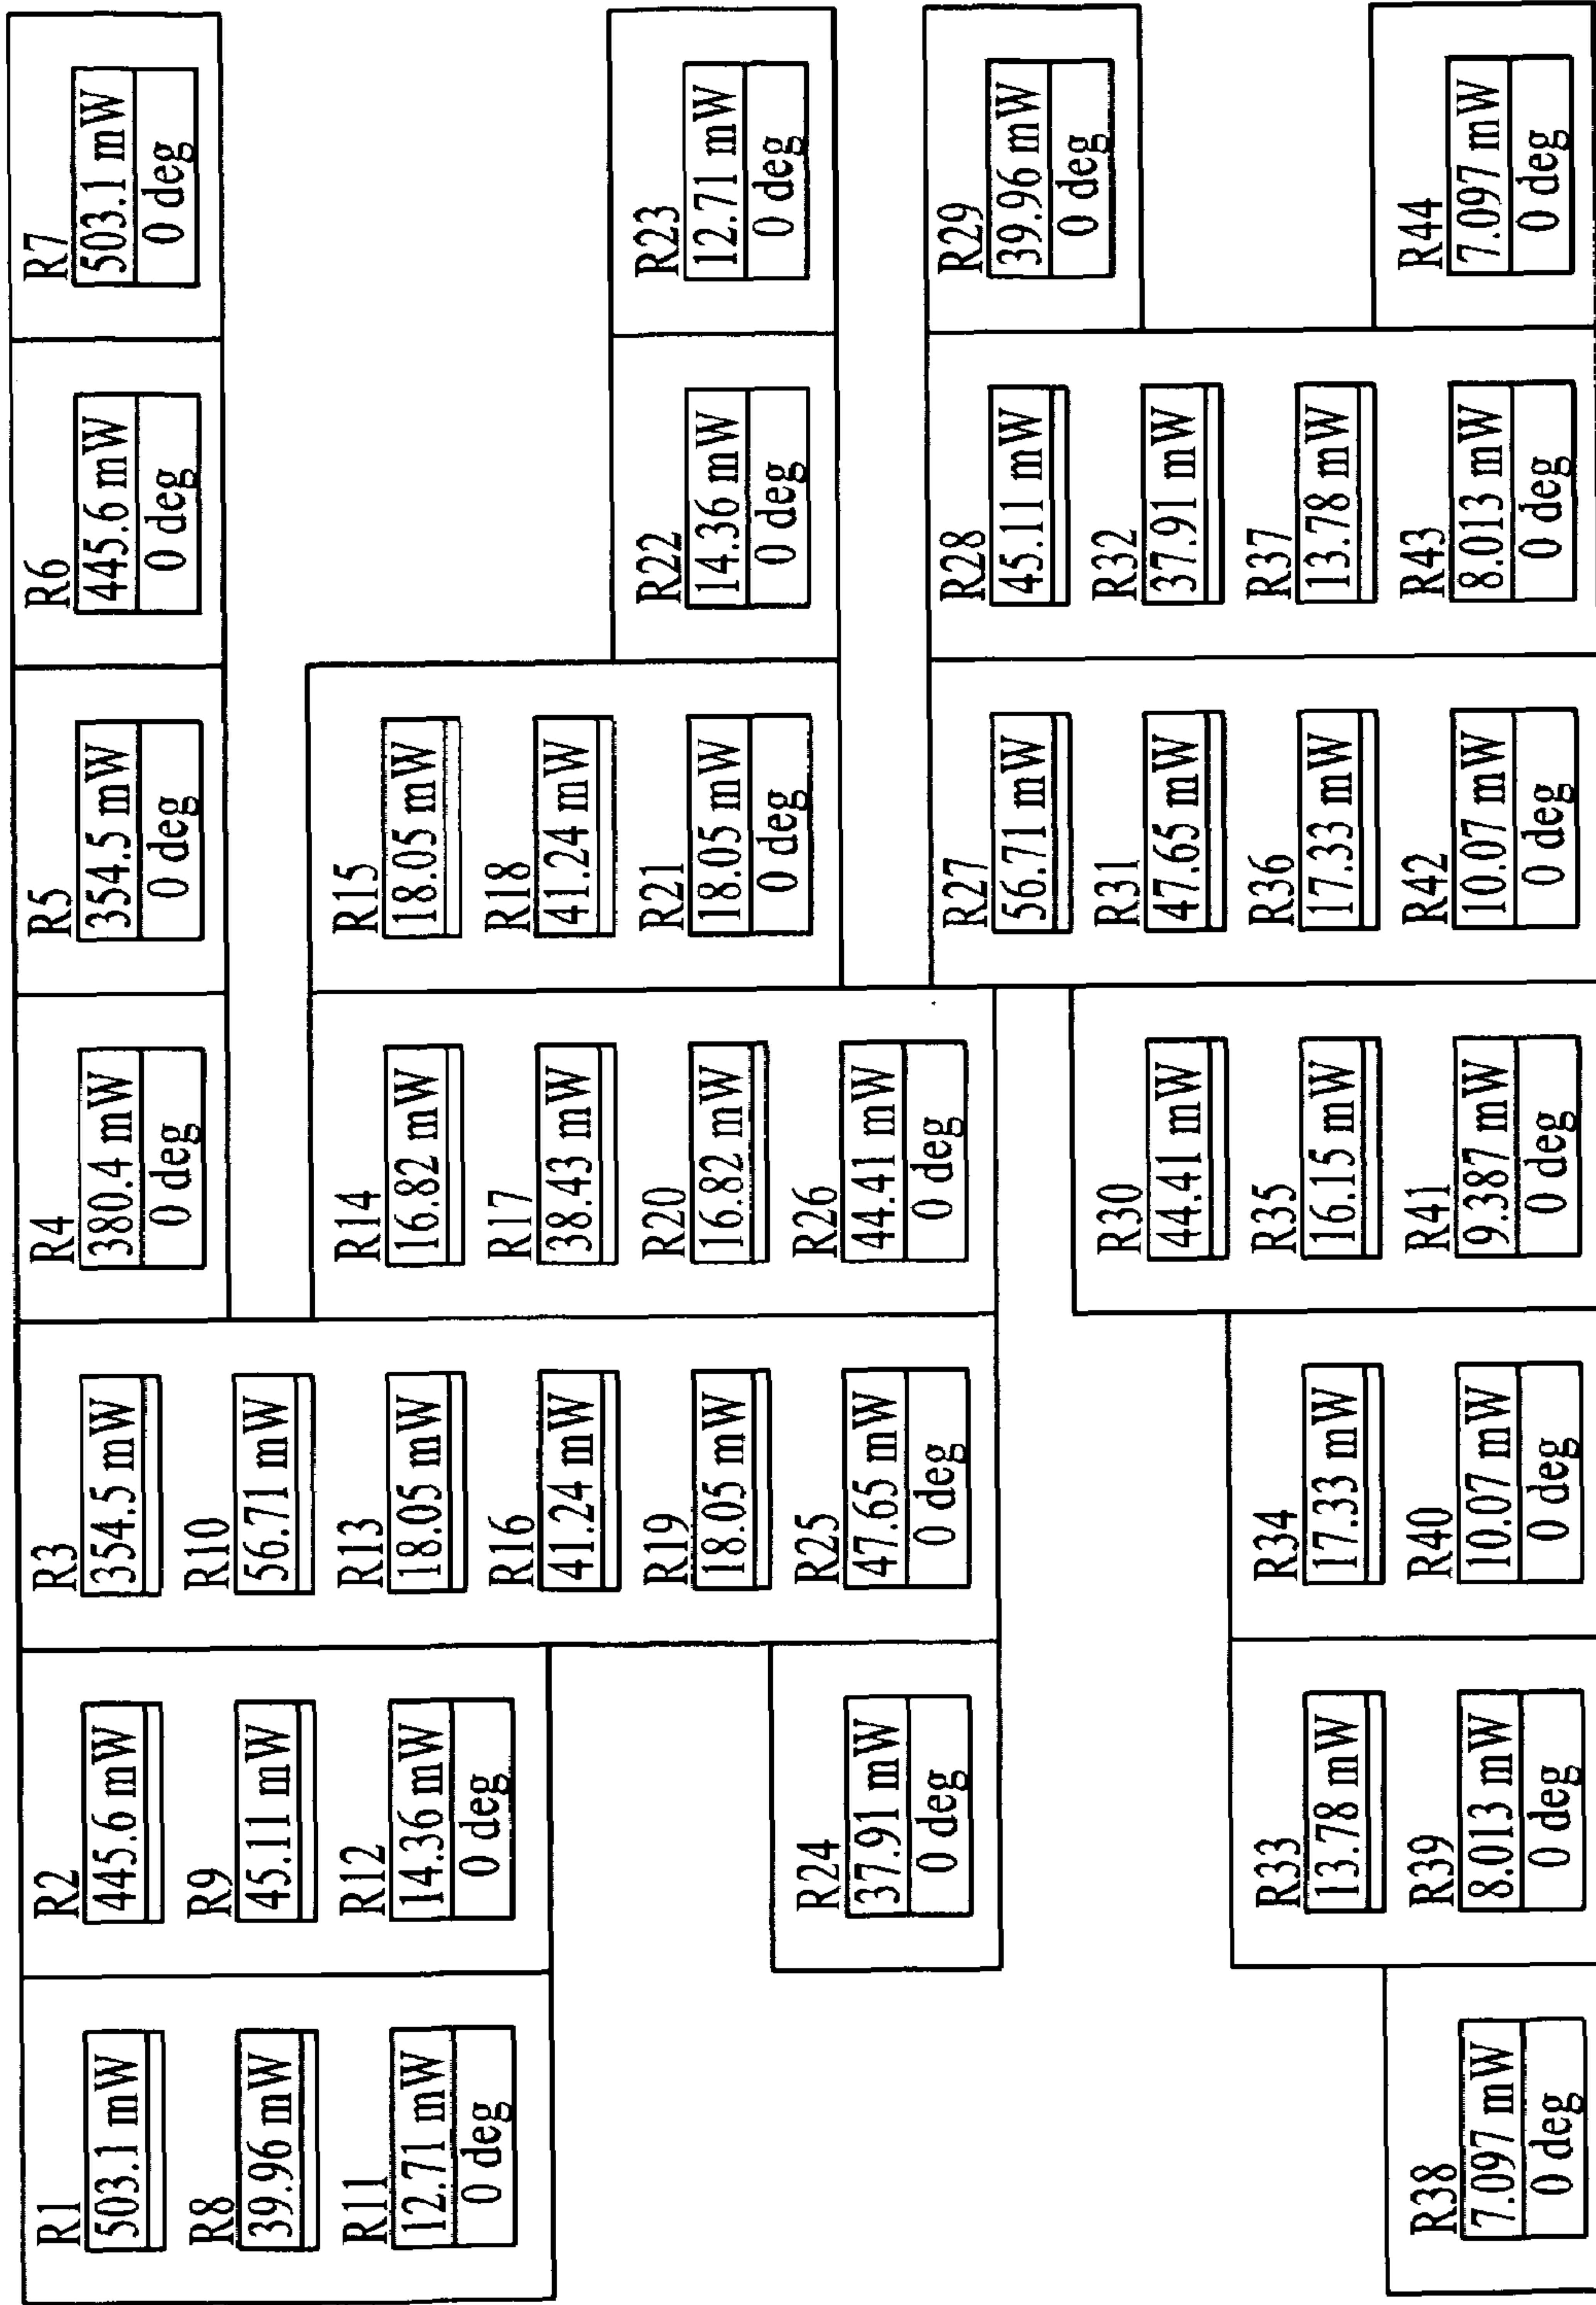 R1 R2 R3 R4 R5 R6 R7
503.1 mW 445.6 mW 354.5 mW 380.4 mW 354.5 mW 445.6 mW 503.1 mW
0 deg 0 deg 0 deg 0 deg
R8 R9 R10
39.96 mW 45.11 mW 56.71 mW
R11 R12 R13 R14 R15
12.71 mW 14.36 mW 18.05 mW 16.82 mW 18.05 mW
0 deg 0 deg
R16 R17 R18
41.24 mW 38.43 mW 41.24 mW
R19 R20 R21 R22 R23
18.05 mW 16.82 mW 18.05 mW 14.36 mW 12.71 mW
0 deg 0 deg 0 deg
R24 R25 R26
37.91 mW 47.65 mW 44.41 mW
0 deg 0 deg 0 deg
R27 R28 R29
56.71 mW 45.11 mW 39.96 mW
0 deg
R30 R31 R32
44.41 mW 47.65 mW 37.91 mW
R33 R34 R35 R36 R37
13.78 mW 17.33 mW 16.15 mW 17.33 mW 13.78 mW
R38 R39 R40 R41 R42 R43 R44
7.097 mW 8.013 mW 10.07 mW 9.387 mW 10.07 mW 8.013 mW 7.097 mW
0 deg 0 deg 0 deg 0 deg 0 deg 0 deg 0 deg